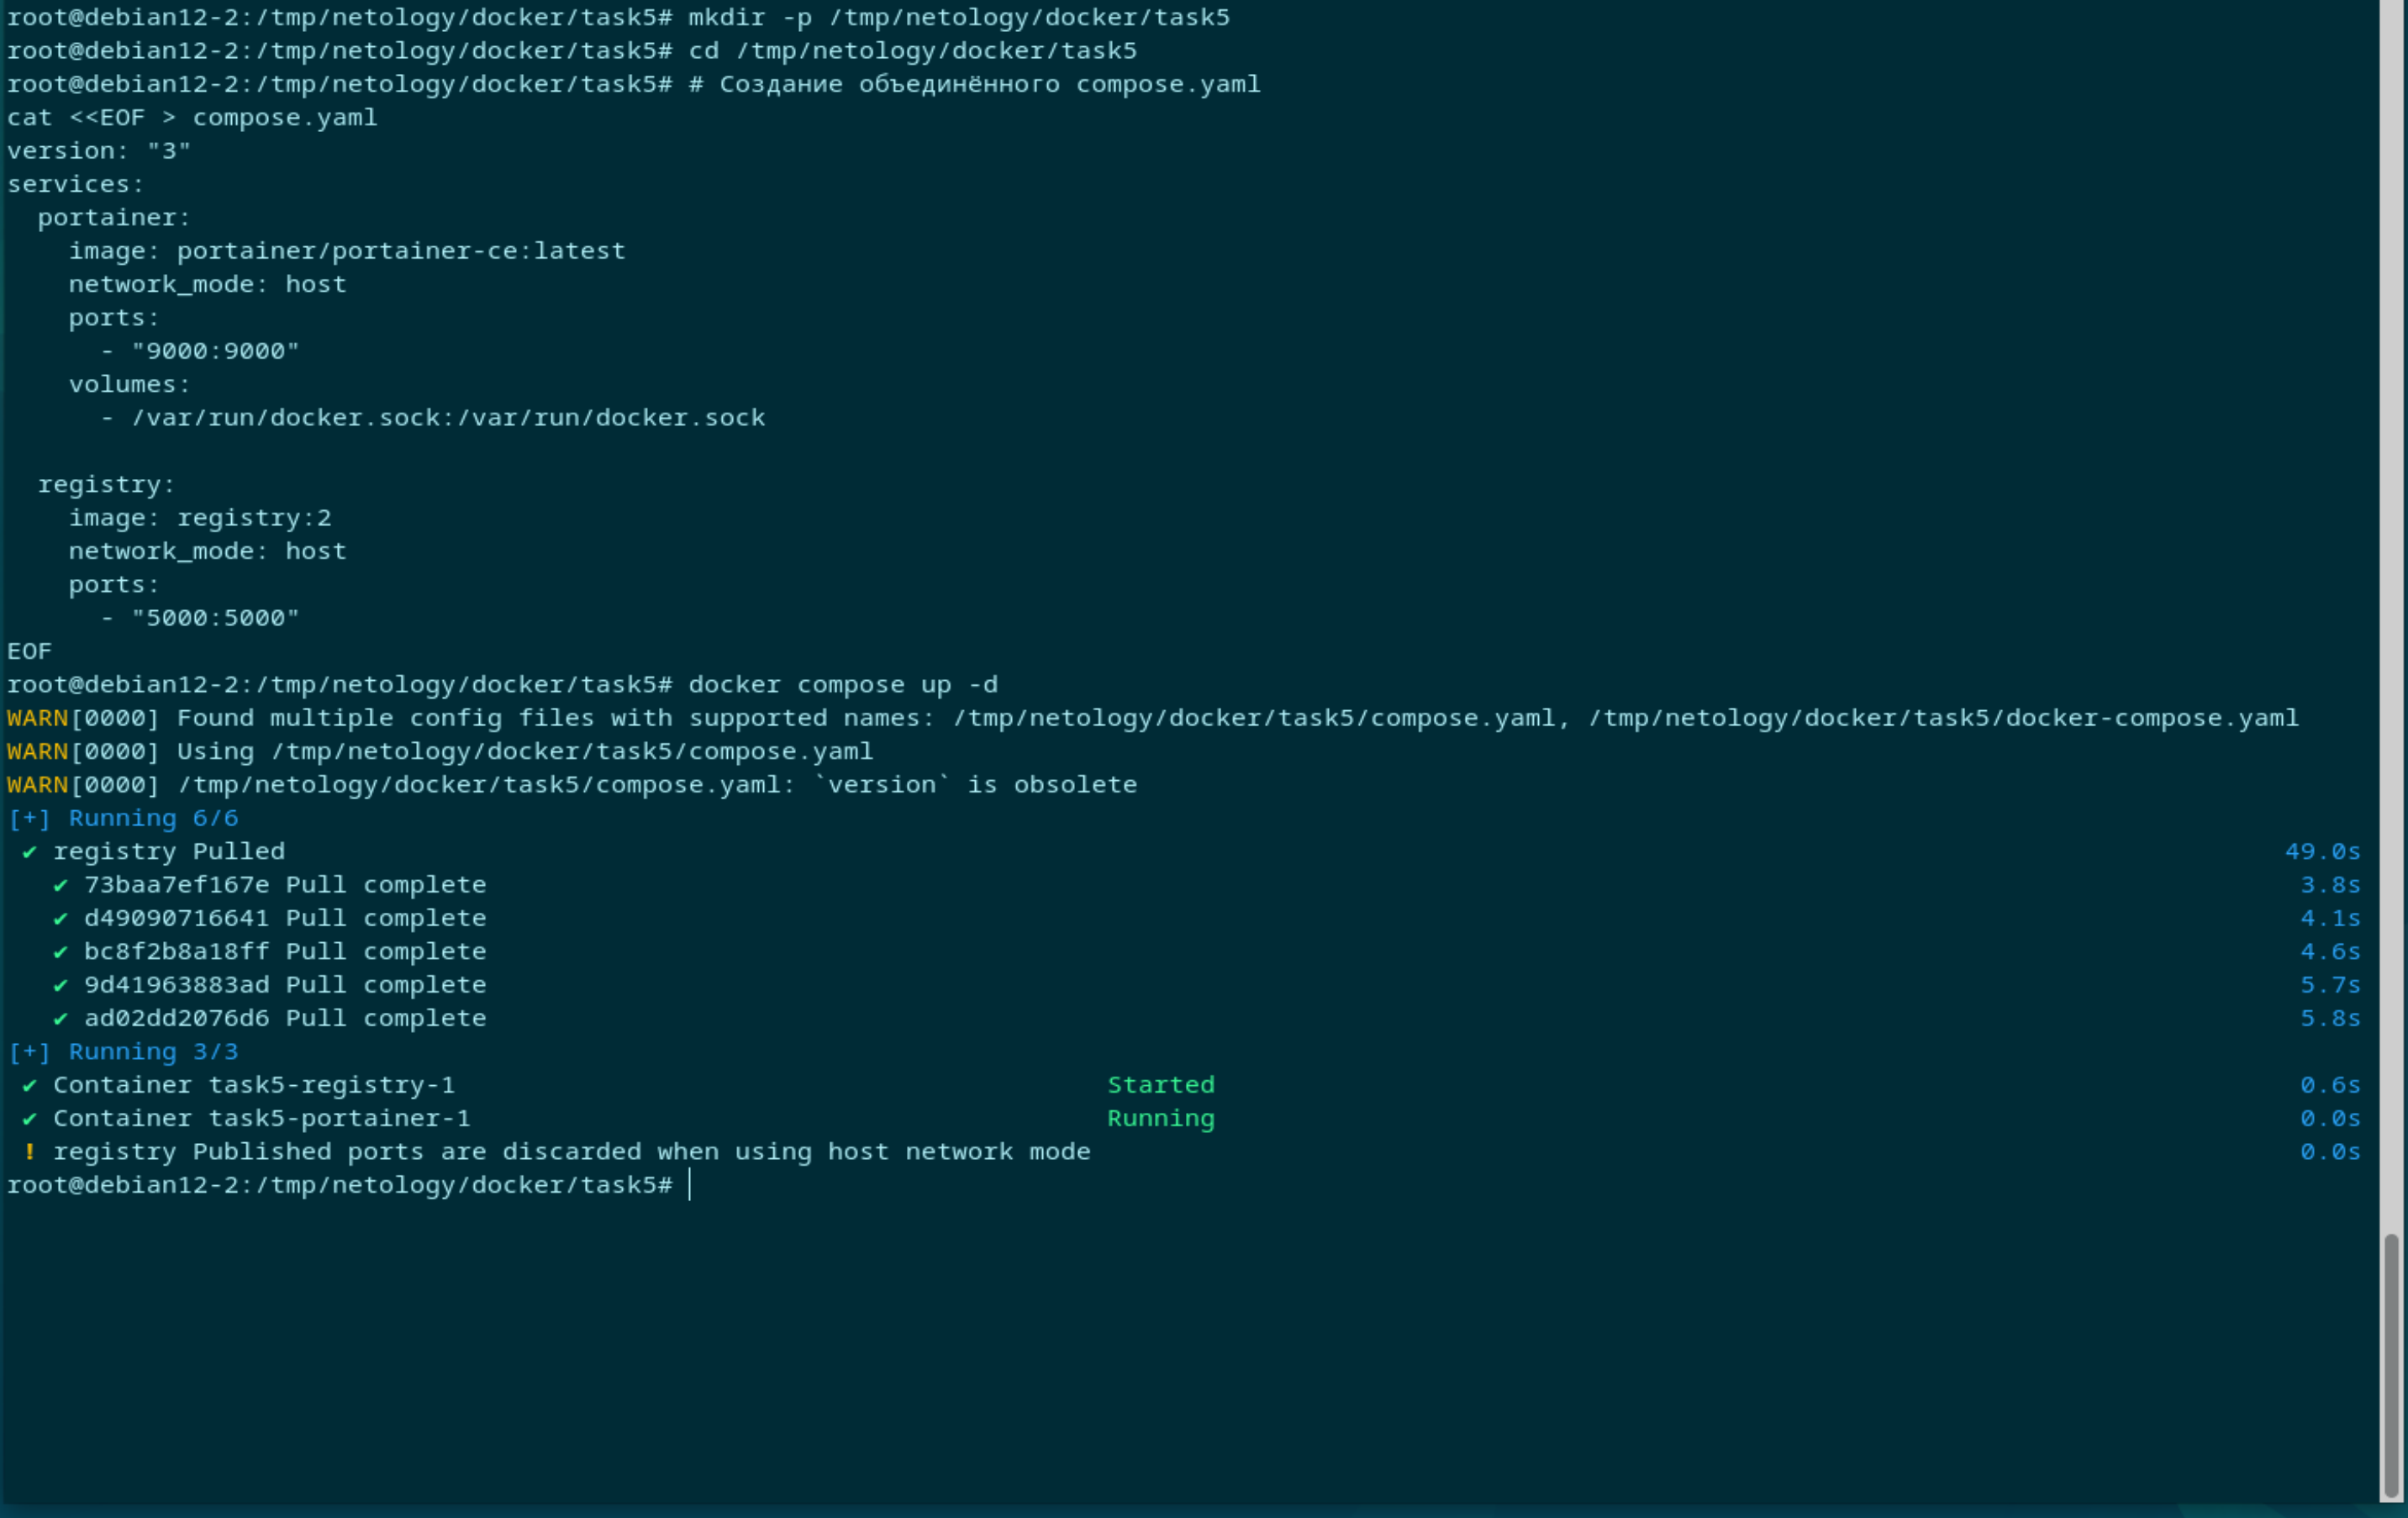 root@debian12-2:/tmp/netology/docker/task5# mkdir -p /tmp/netology/docker/task5
root@debian12-2:/tmp/netology/docker/task5# cd /tmp/netology/docker/task5
root@debian12-2:/tmp/netology/docker/task5# # Создание объединённого compose.yaml
cat <<EOF > compose.yaml
version: "3"
services:
  portainer:
    image: portainer/portainer-ce:latest
    network_mode: host
    ports:
      - "9000:9000"
    volumes:
      - /var/run/docker.sock:/var/run/docker.sock

  registry:
    image: registry:2
    network_mode: host
    ports:
      - "5000:5000"
EOF
root@debian12-2:/tmp/netology/docker/task5# docker compose up -d
WARN[0000] Found multiple config files with supported names: /tmp/netology/docker/task5/compose.yaml, /tmp/netology/docker/task5/docker-compose.yaml
WARN[0000] Using /tmp/netology/docker/task5/compose.yaml
WARN[0000] /tmp/netology/docker/task5/compose.yaml: `version` is obsolete
[+] Running 6/6
 ✔ registry Pulled 49.0s
   ✔ 73baa7ef167e Pull complete 3.8s
   ✔ d49090716641 Pull complete 4.1s
   ✔ bc8f2b8a18ff Pull complete 4.6s
   ✔ 9d41963883ad Pull complete 5.7s
   ✔ ad02dd2076d6 Pull complete 5.8s
[+] Running 3/3
 ✔ Container task5-registry-1 Started 0.6s
 ✔ Container task5-portainer-1 Running 0.0s
 ! registry Published ports are discarded when using host network mode 0.0s
root@debian12-2:/tmp/netology/docker/task5#